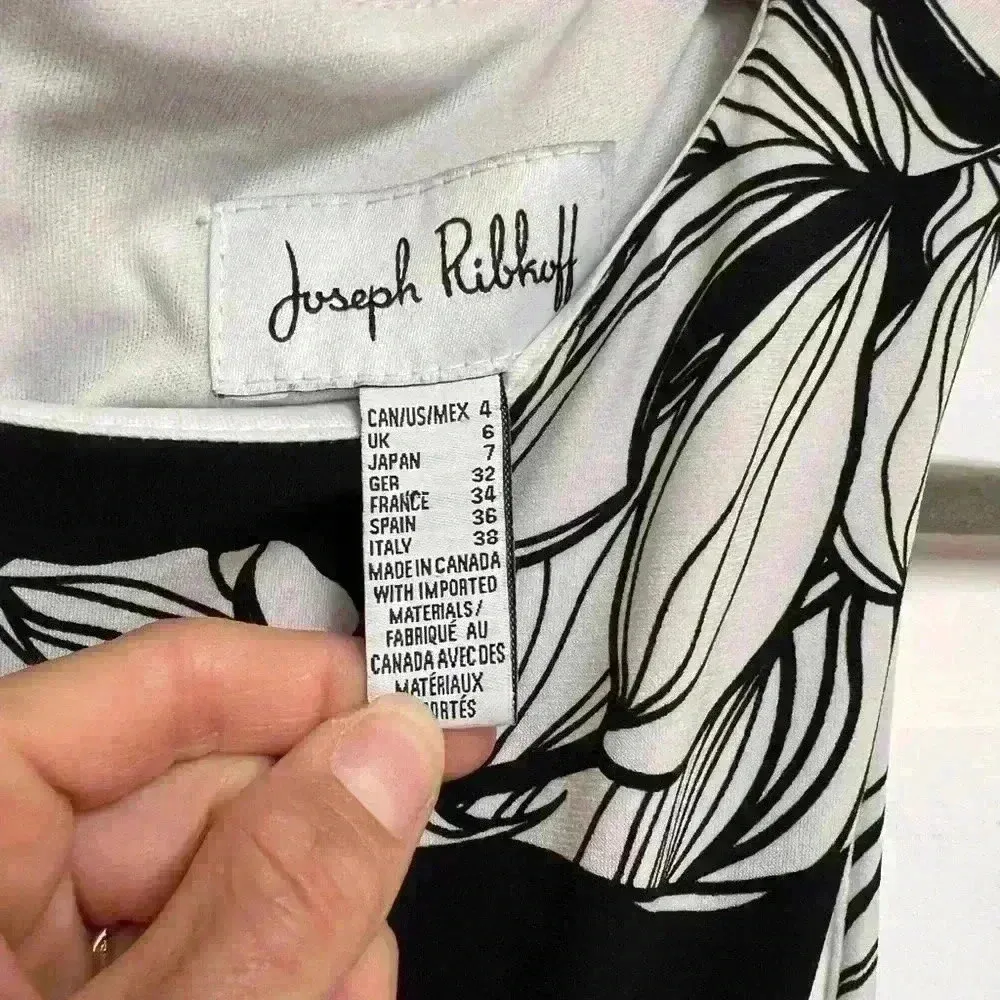 Joseph Ribkoff
CAN/US/MEX 4
UK 6
JAPAN 7
GER 32
FRANCE 34
SPAIN 36
ITALY 38
MADE IN CANADA
WITH IMPORTED
MATERIALS/
FABRIQUÉ AU
CANADA AVEC DES
MATÉRIAUX